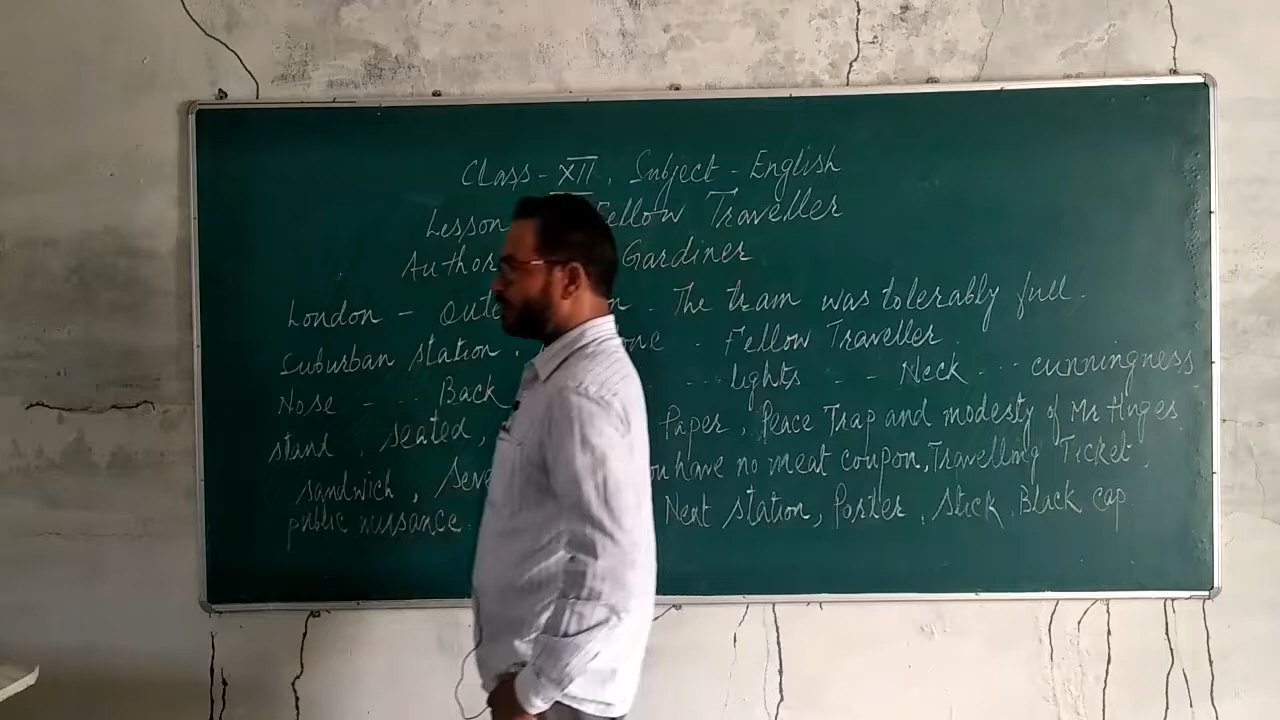 Class - XII, Subject - English
Lesson Fellow Traveller
Author Gardiner
London - The tram was tolerably full.
Suburban station, Fellow Traveller.
Nose - .. Back .. lights .. Neck ... cunningness
stand, seated, Paper, Peace Trap and modesty of Mr Hinges
sandwich, have no meat coupon, Travelling Ticket,
public nuisance. Next station, Porter, stick, Black cap